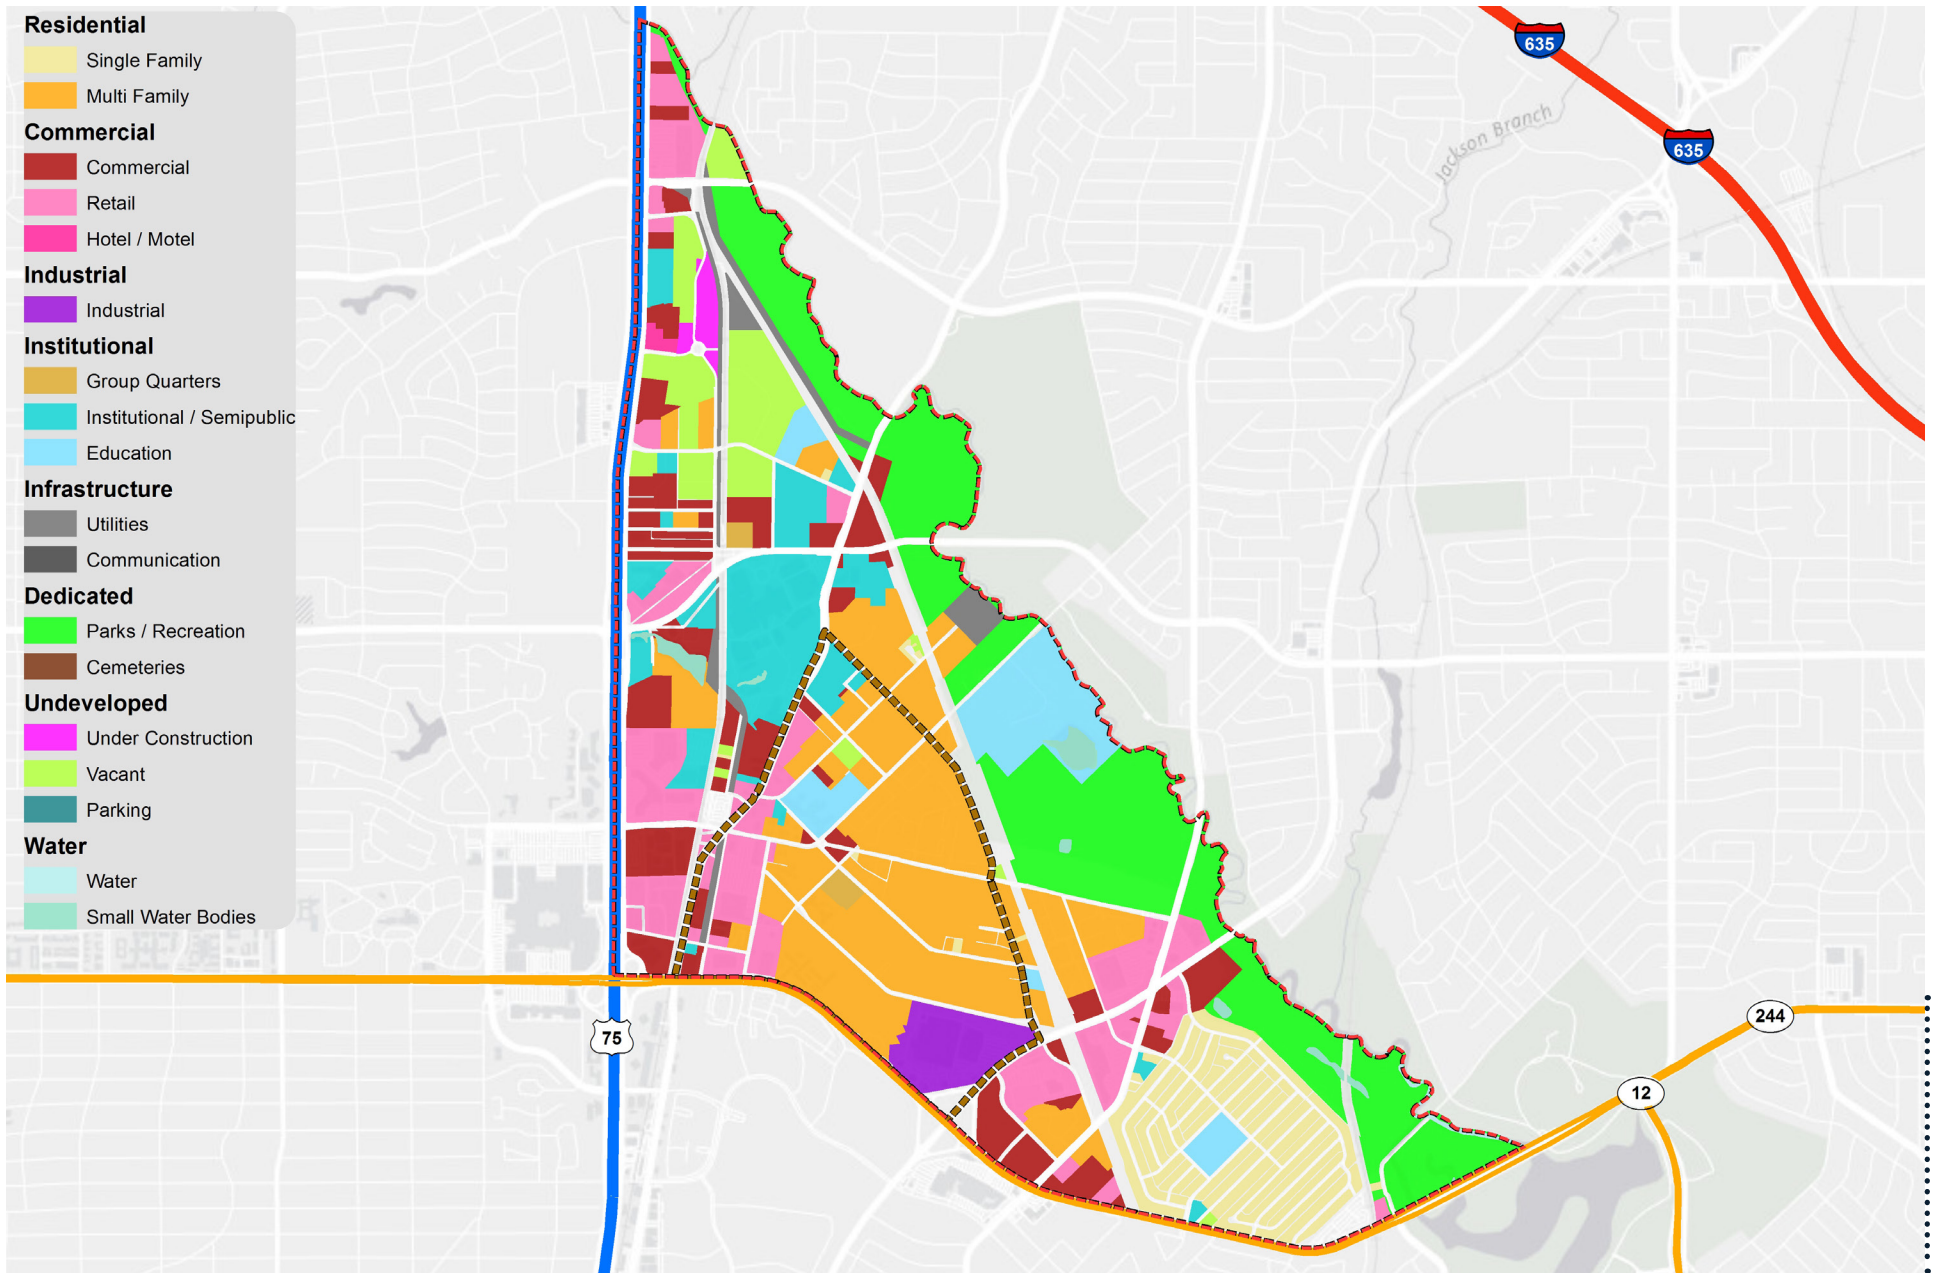 Residential
Single Family
Multi Family
Commercial
Commercial
Retail
Hotel / Motel
Industrial
Industrial
Institutional
Group Quarters
Institutional / Semipublic
Education
Infrastructure
Utilities
Communication
Dedicated
Parks / Recreation
Cemeteries
Undeveloped
Under Construction
Vacant
Parking
Water
Water
Small Water Bodies
635
635
Jackson Branch
75
244
12